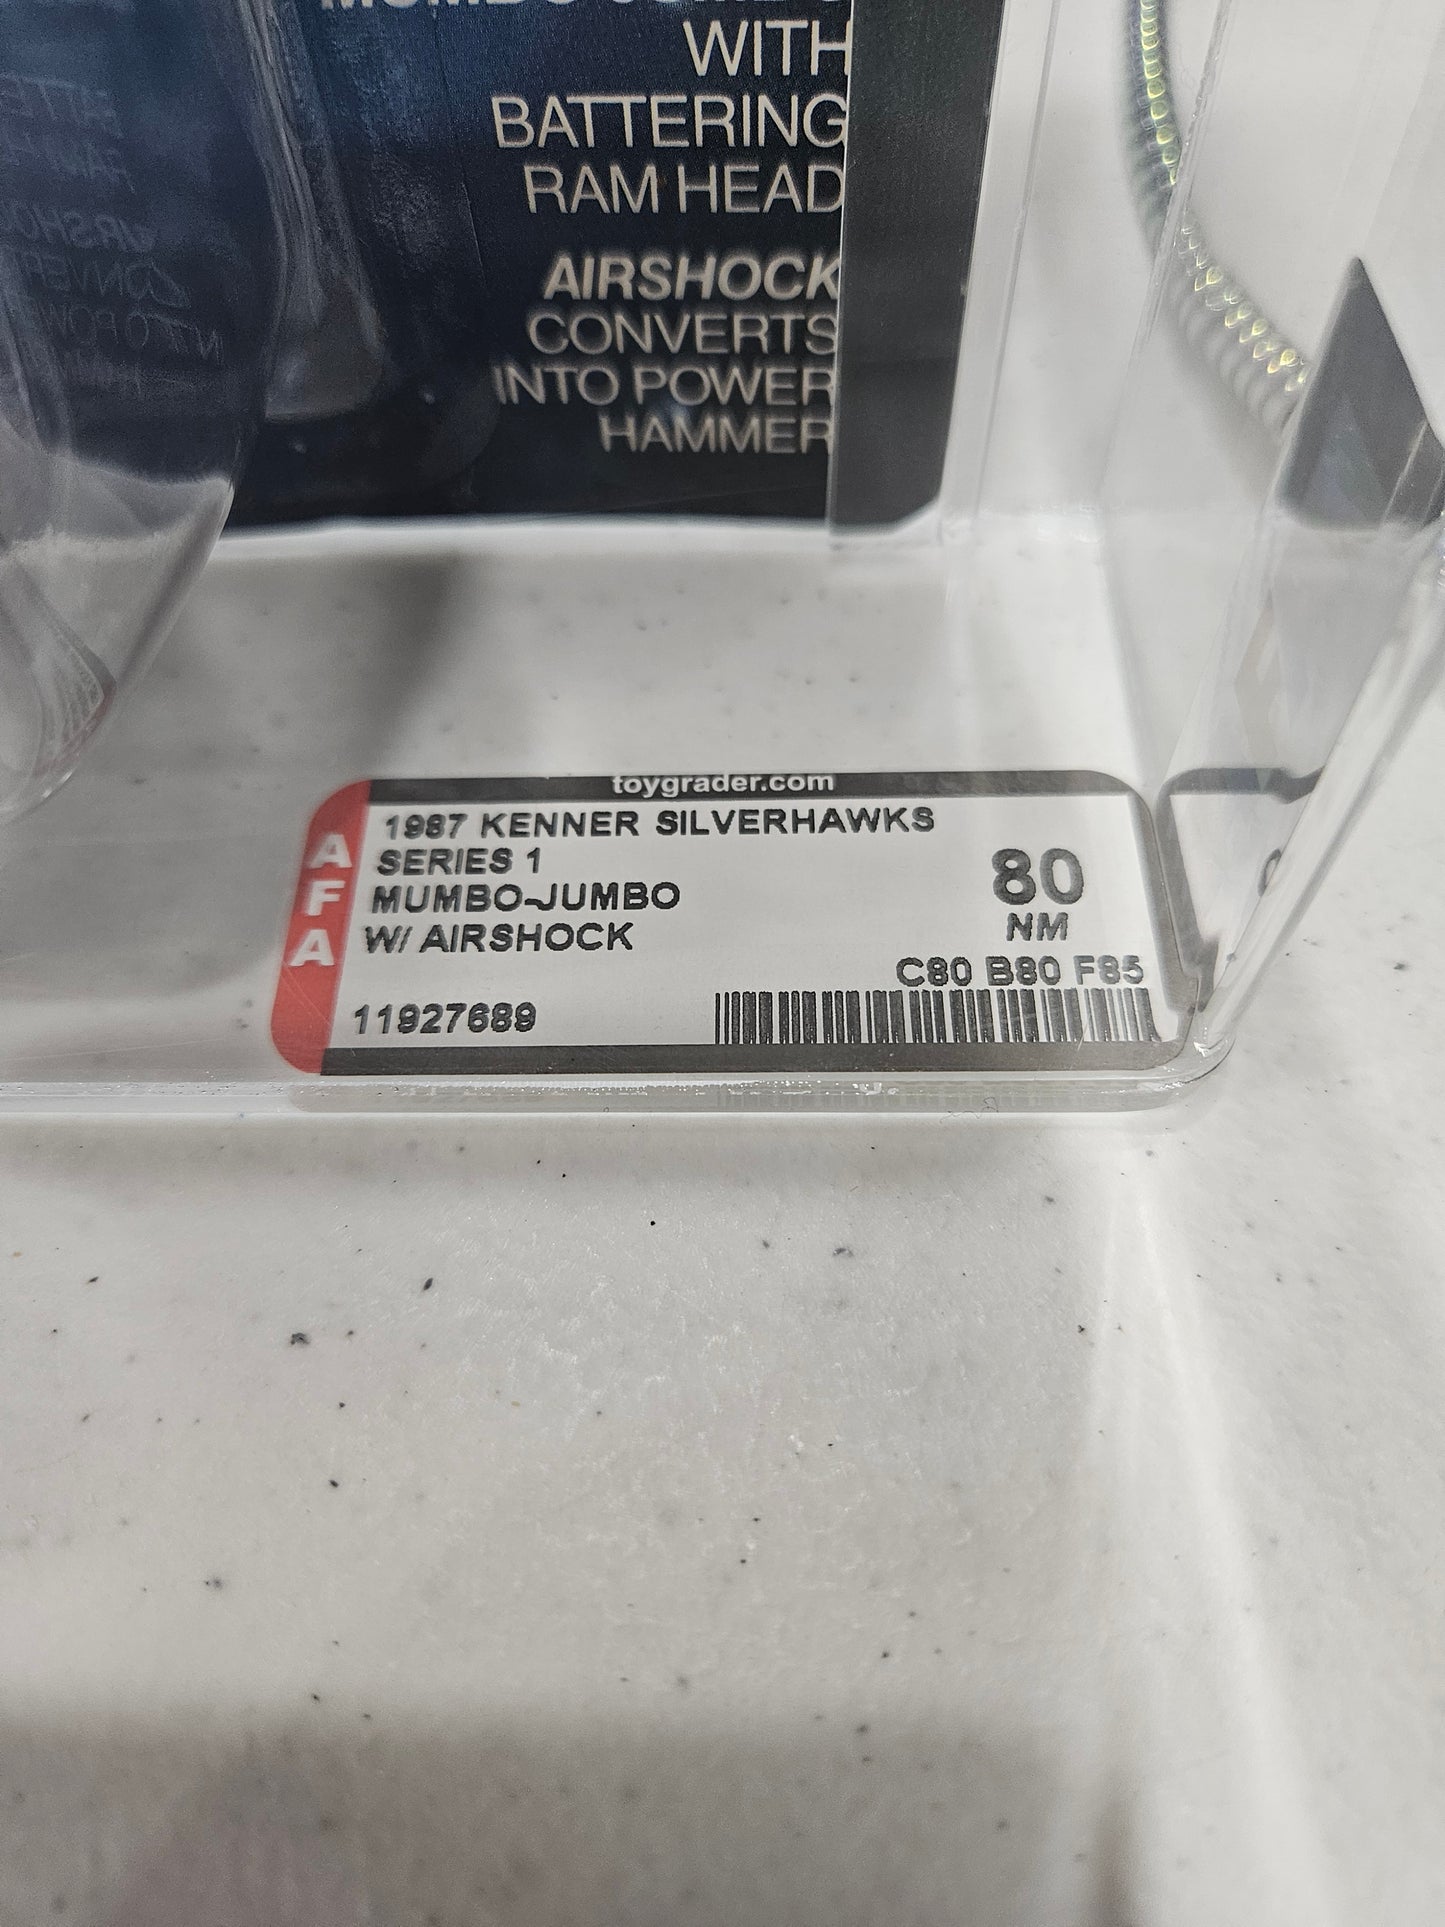 WITH
BATTERING
RAM HEAD
AIRSHOCK
CONVERTS
INTO POWER
HAMMER
toygrader.com
AFA
1987 KENNER SILVERHAWKS
SERIES 1
MUMBO-JUMBO
W/ AIRSHOCK
80
NM
C80 B80 F85
11927689